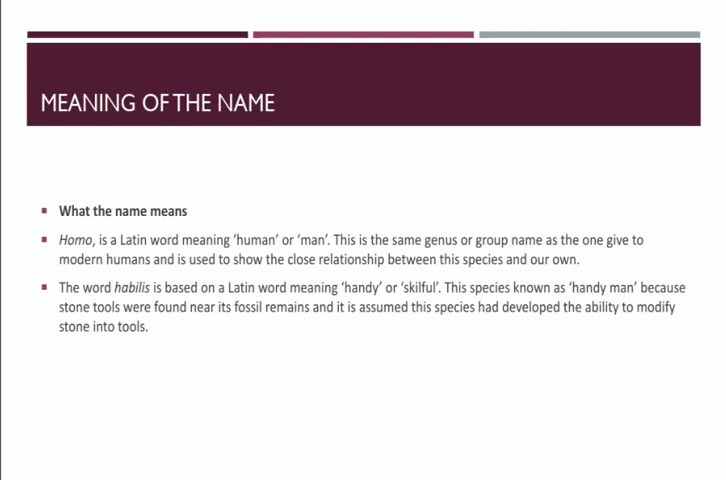 MEANING OF THE NAME
What the name means
Homo, is a Latin word meaning ‘human’ or ‘man’. This is the same genus or group name as the one give to
modern humans and is used to show the close relationship between this species and our own.
The word habilis is based on a Latin word meaning ‘handy’ or ‘skilful’. This species known as ‘handy man’ because
stone tools were found near its fossil remains and it is assumed this species had developed the ability to modify
stone into tools.